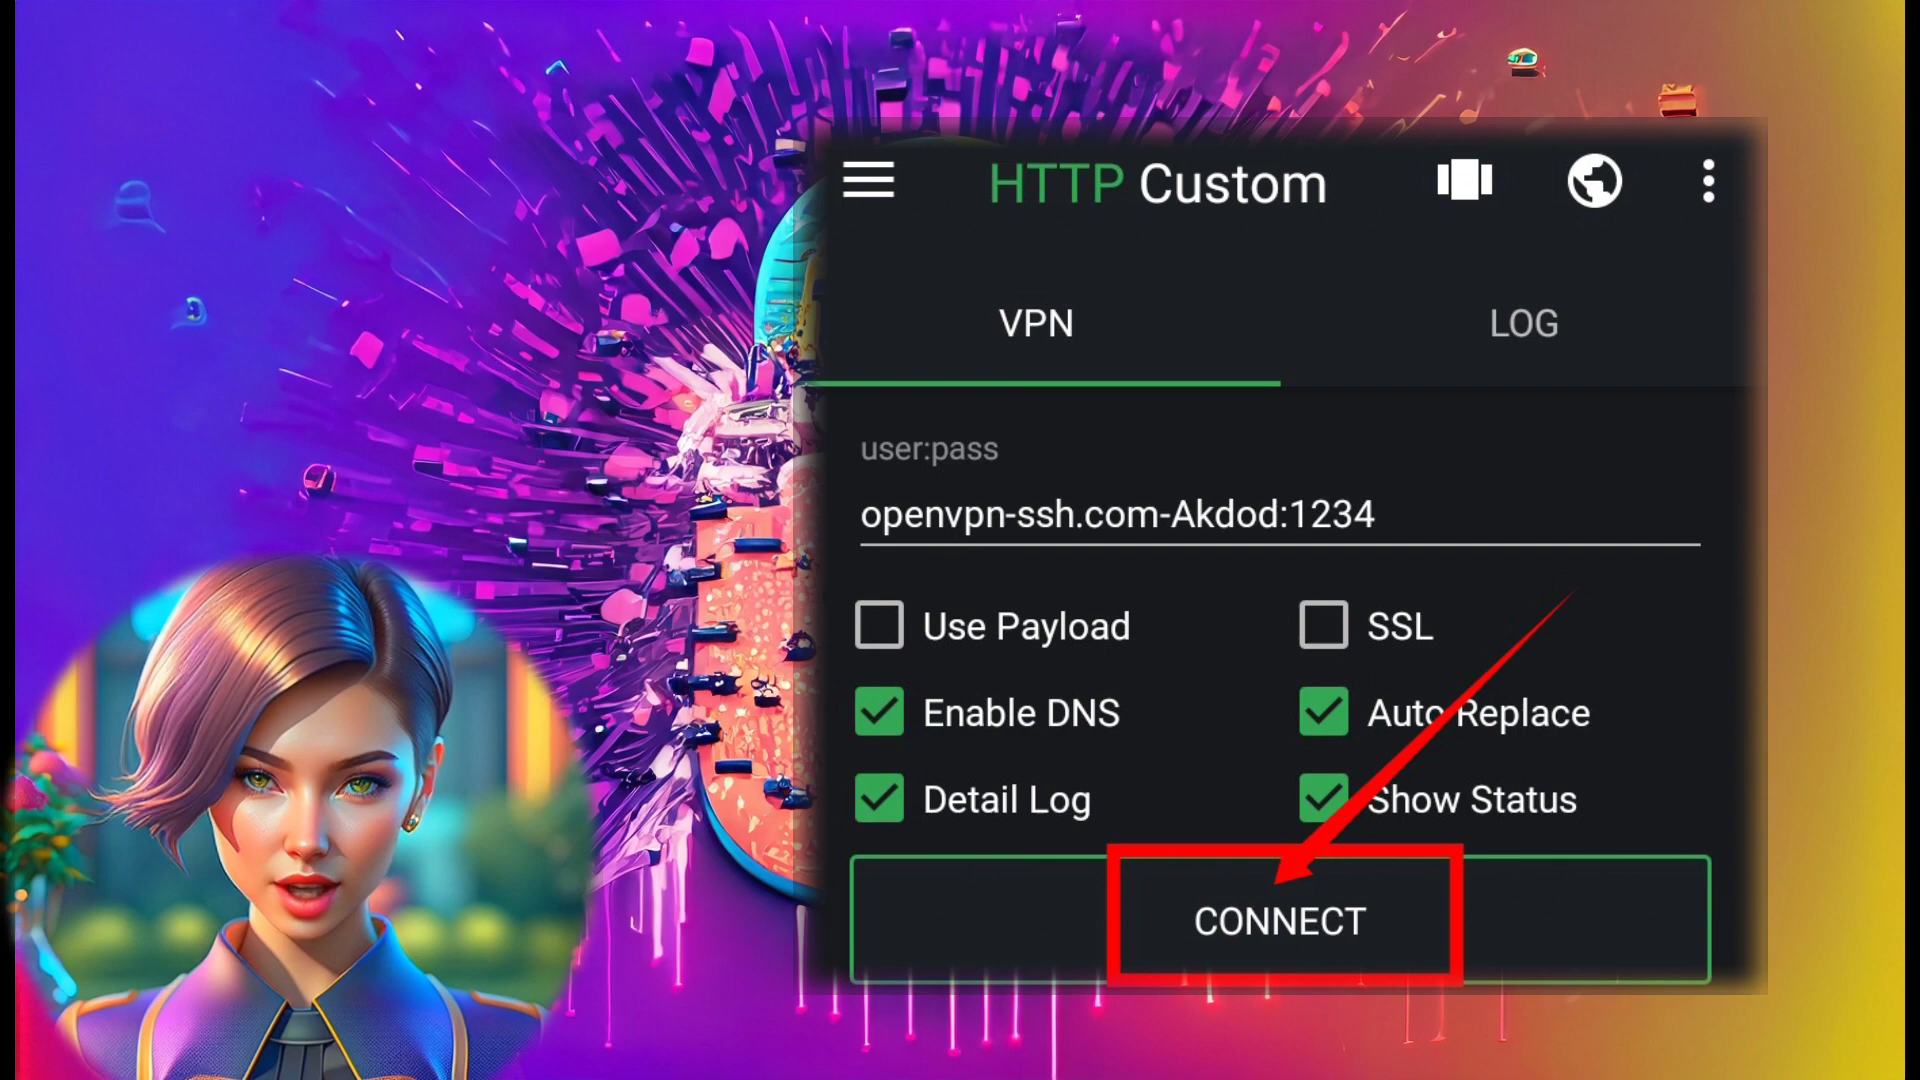 HTTP Custom
VPN
LOG
user:pass
openvpn-ssh.com-Akdod:1234
Use Payload
SSL
Enable DNS
Auto Replace
Detail Log
Show Status
CONNECT